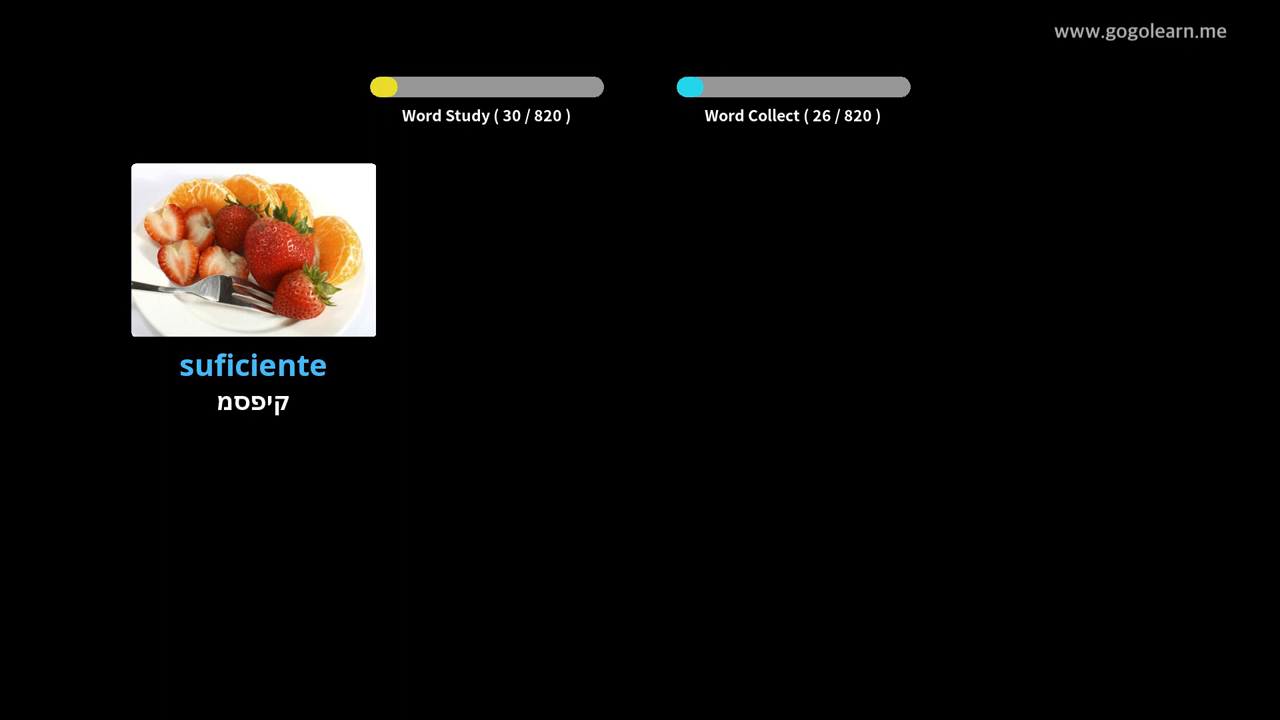 www.gogolearn.me
Word Study ( 30 / 820 )
Word Collect ( 26 / 820 )
suficiente
קיפסמ